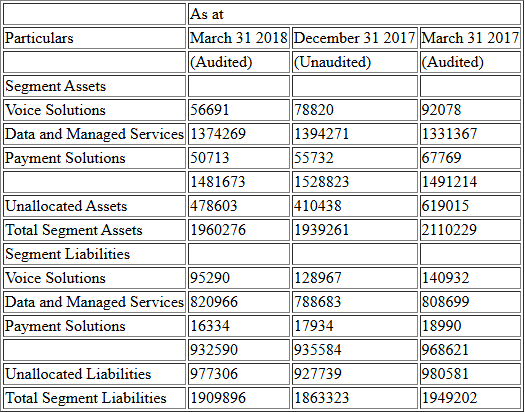 As at
Particulars March 31 2018 December 31 2017 March 31 2017
(Audited) (Unaudited) (Audited)
Segment Assets
Voice Solutions 56691 78820 92078
Data and Managed Services 1374269 1394271 1331367
Payment Solutions 50713 55732 67769
1481673 1528823 1491214
Unallocated Assets 478603 410438 619015
Total Segment Assets 1960276 1939261 2110229
Segment Liabilities
Voice Solutions 95290 128967 140932
Data and Managed Services 820966 788683 808699
Payment Solutions 16334 17934 18990
932590 935584 968621
Unallocated Liabilities 977306 927739 980581
Total Segment Liabilities 1909896 1863323 1949202